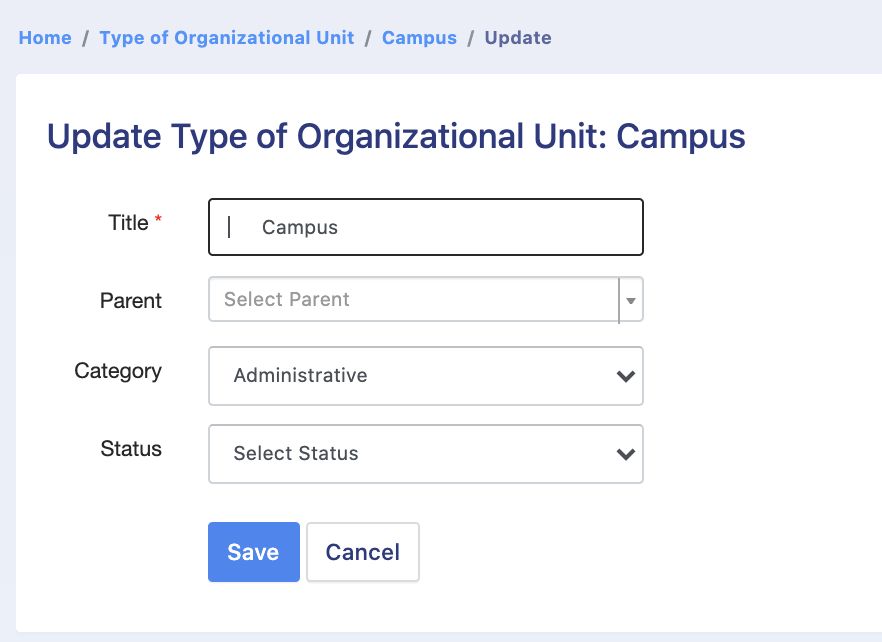 Home / Type of Organizational Unit / Campus / Update
Update Type of Organizational Unit: Campus
Title * Campus
Parent Select Parent
Category Administrative
Status Select Status
Save Cancel